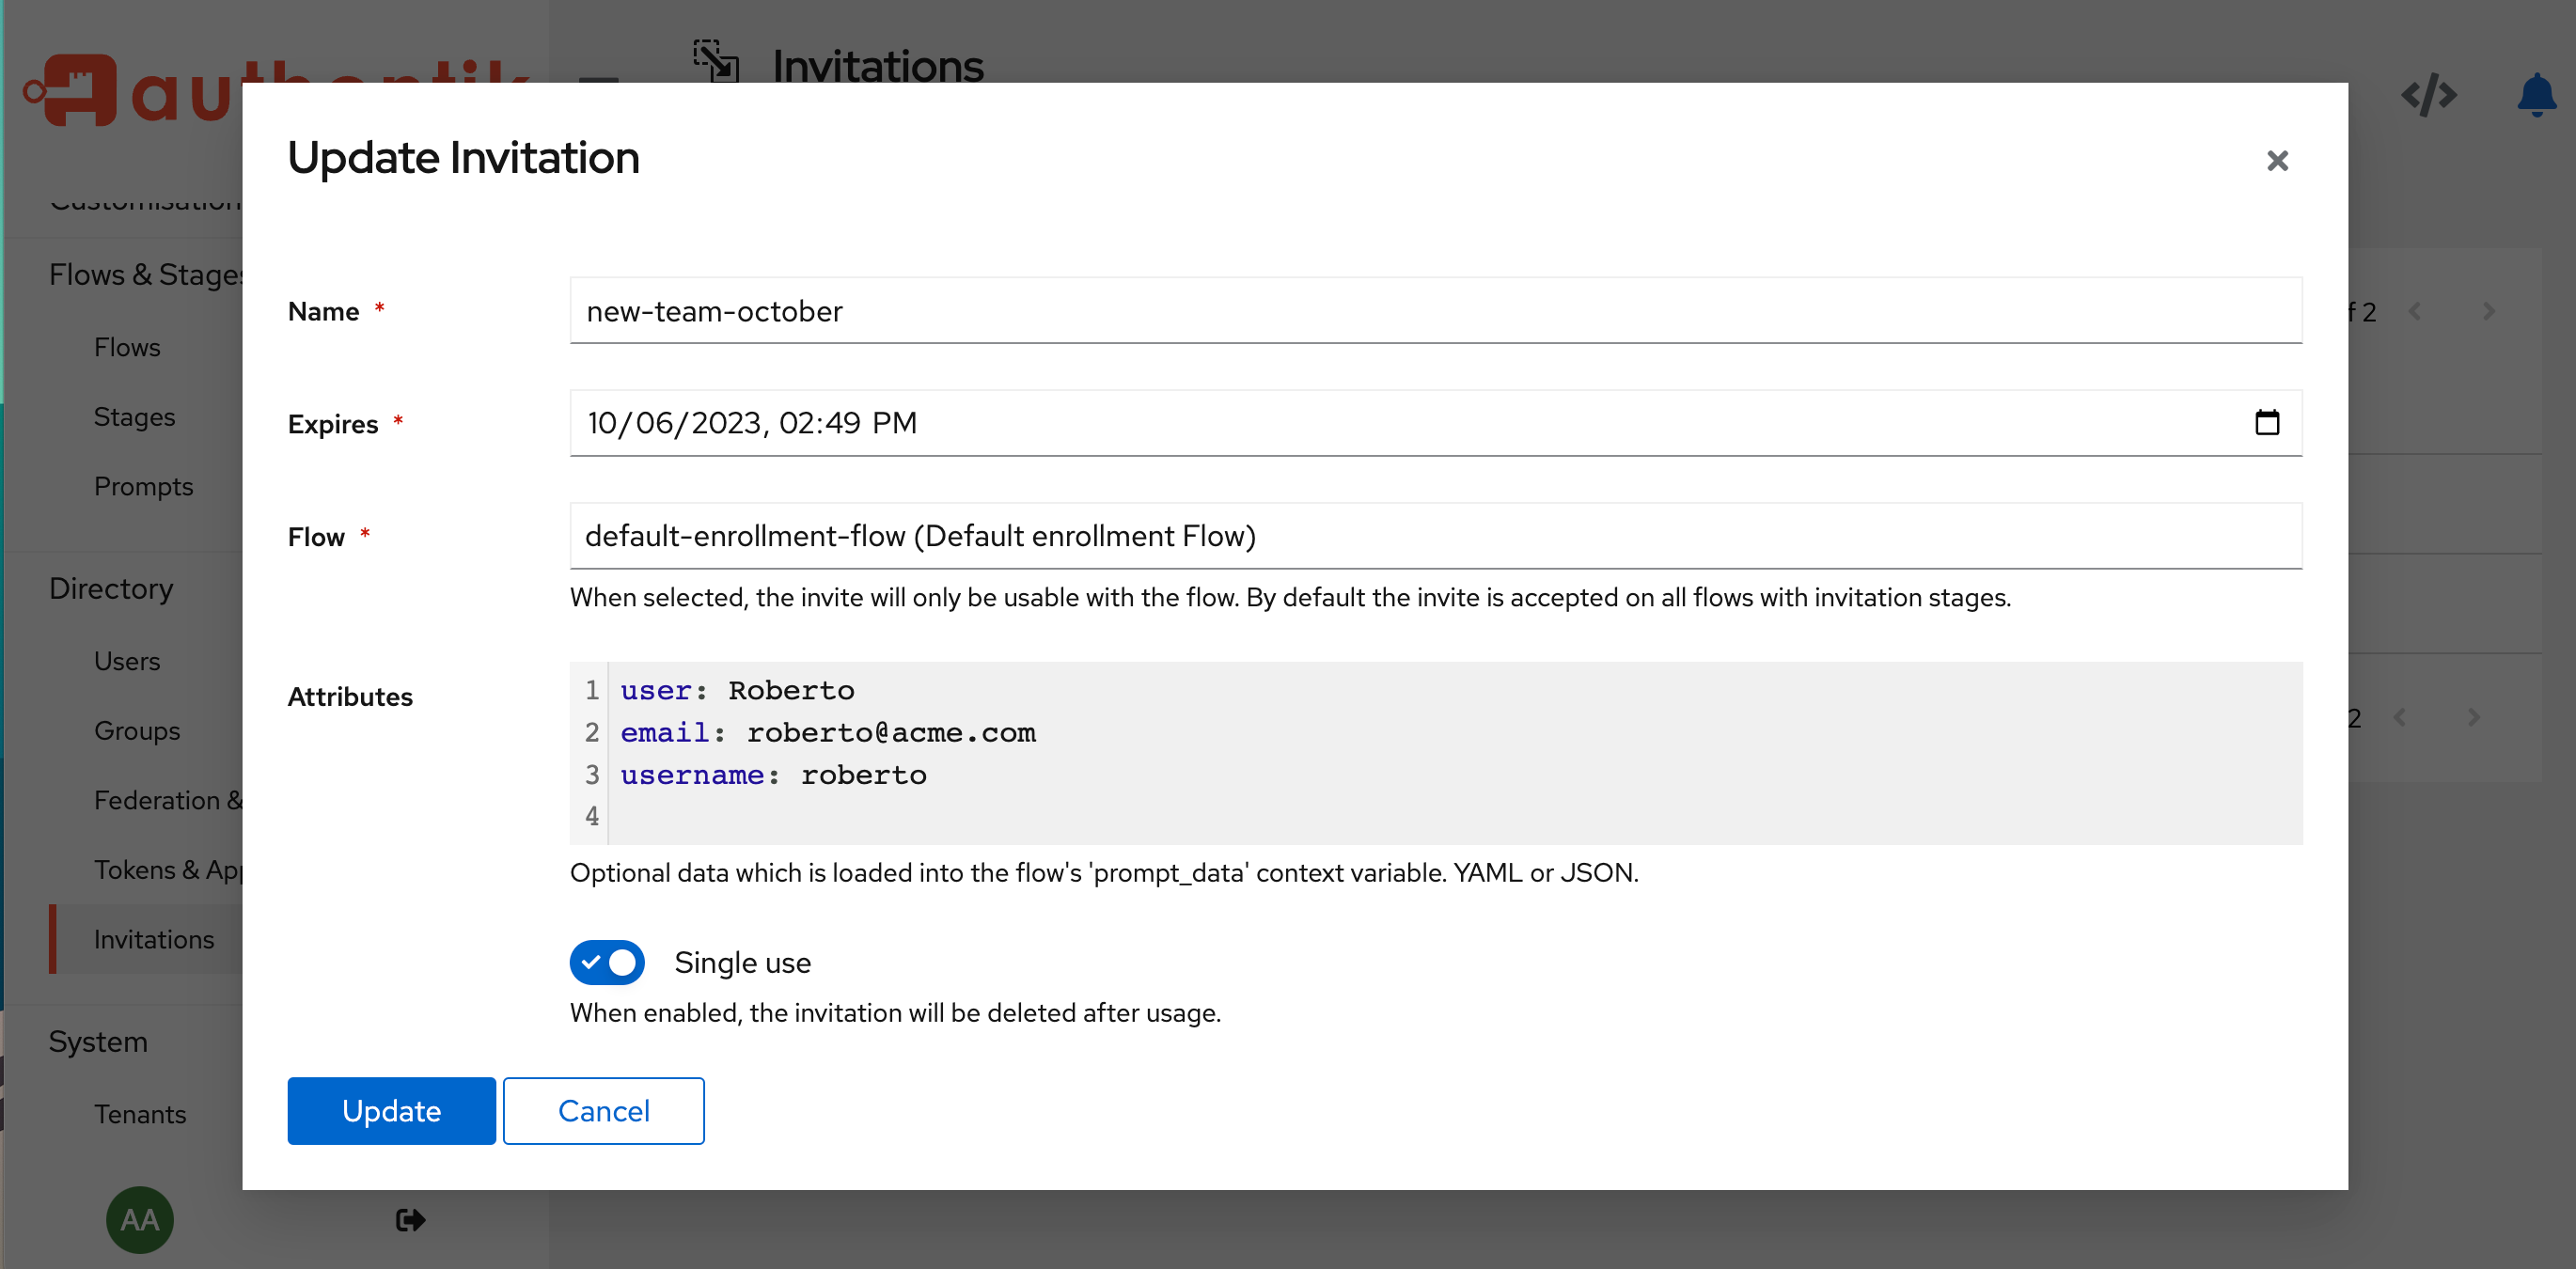 authentik
Invitations
Update Invitation
Customisation
Flows & Stages
Name *
new-team-october
f 2
Flows
Expires *
10/06/2023, 02:49 PM
Stages
Prompts
Flow *
default-enrollment-flow (Default enrollment Flow)
When selected, the invite will only be usable with the flow. By default the invite is accepted on all flows with invitation stages.
Directory
Users
Attributes
1 user: Roberto
2 email: roberto@acme.com
3 username: roberto
4
2
Groups
Federation &
Tokens & App
Optional data which is loaded into the flow's 'prompt_data' context variable. YAML or JSON.
Invitations
Single use
When enabled, the invitation will be deleted after usage.
System
Tenants
Update
Cancel
AA